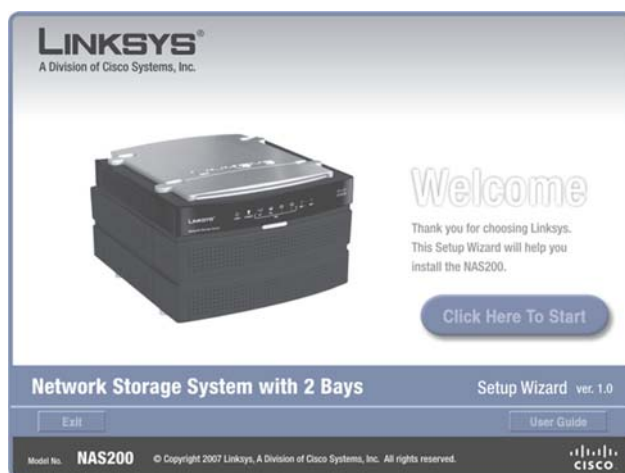 LINKSYS®
A Division of Cisco Systems, Inc.
LINKSYS
Welcome
Thank you for choosing Linksys.
This Setup Wizard will help you
install the NAS200.
Click Here To Start
Network Storage System with 2 Bays
Setup Wizard ver. 1.0
Exit
User Guide
Model No. NAS200 © Copyright 2007 Linksys, A Division of Cisco Systems, Inc. All rights reserved.
CISCO